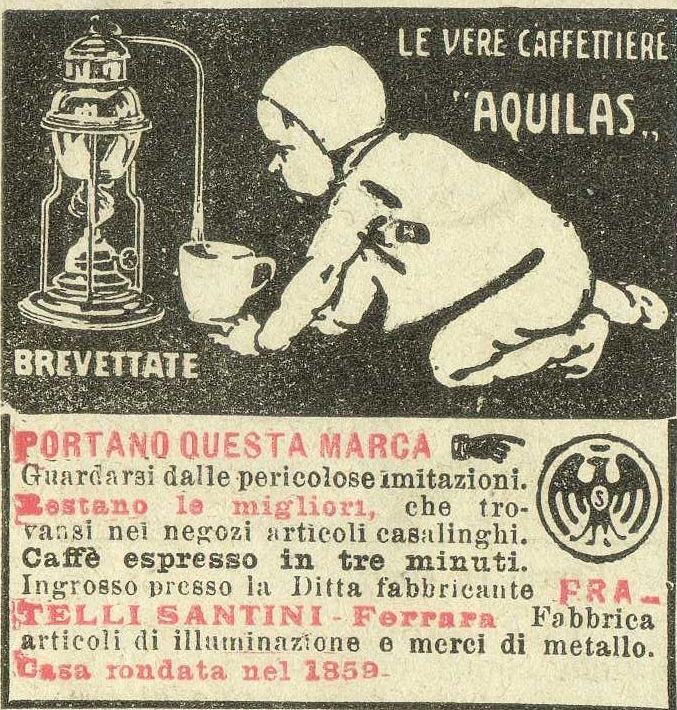 LE VERE CAFFETTIERE
"AQUILAS„
BREVETTATE
PORTANO QUESTA MARCA
Guardarsi dalle pericolose imitazioni.
Restano le migliori, che tro-
vansi nei negozi articoli casalinghi.
Caffè espresso in tre minuti.
Ingrosso presso la Ditta fabbricante FRA-
TELLI SANTINI - Ferrara Fabbrica
articoli di illuminazione e merci di metallo.
Casa fondata nel 1859-
S